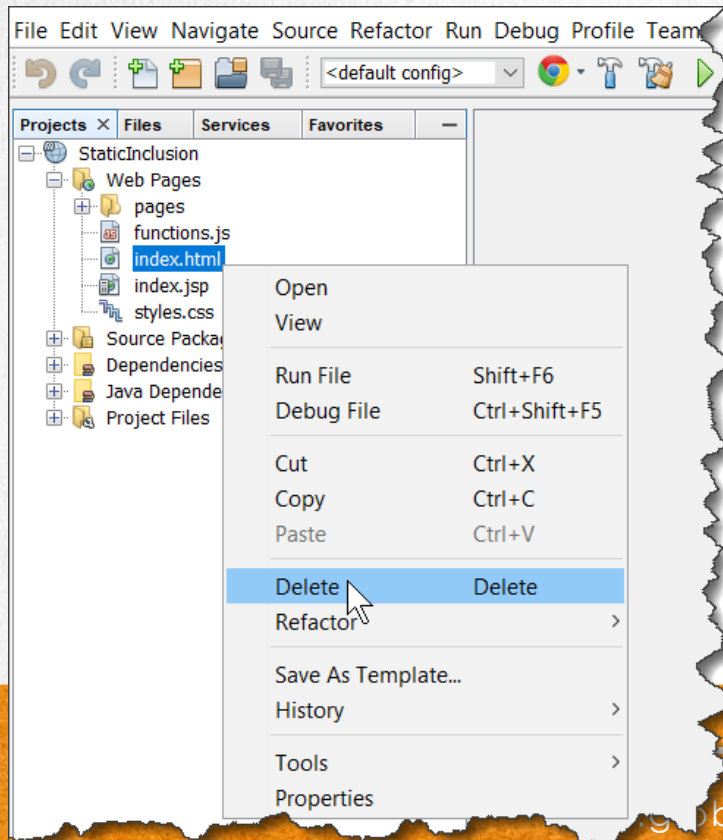 File Edit View Navigate Source Refactor Run Debug Profile Team
<default config>
Projects Files Services Favorites
StaticInclusion
Web Pages
pages
functions.js
index.html
index.jsp
styles.css
Source Packag
Dependencies
Java Depende
Project Files
Open
View
Run File Shift+F6
Debug File Ctrl+Shift+F5
Cut Ctrl+X
Copy Ctrl+C
Paste Ctrl+V
Delete Delete
Refactor
Save As Template...
History
Tools
Properties